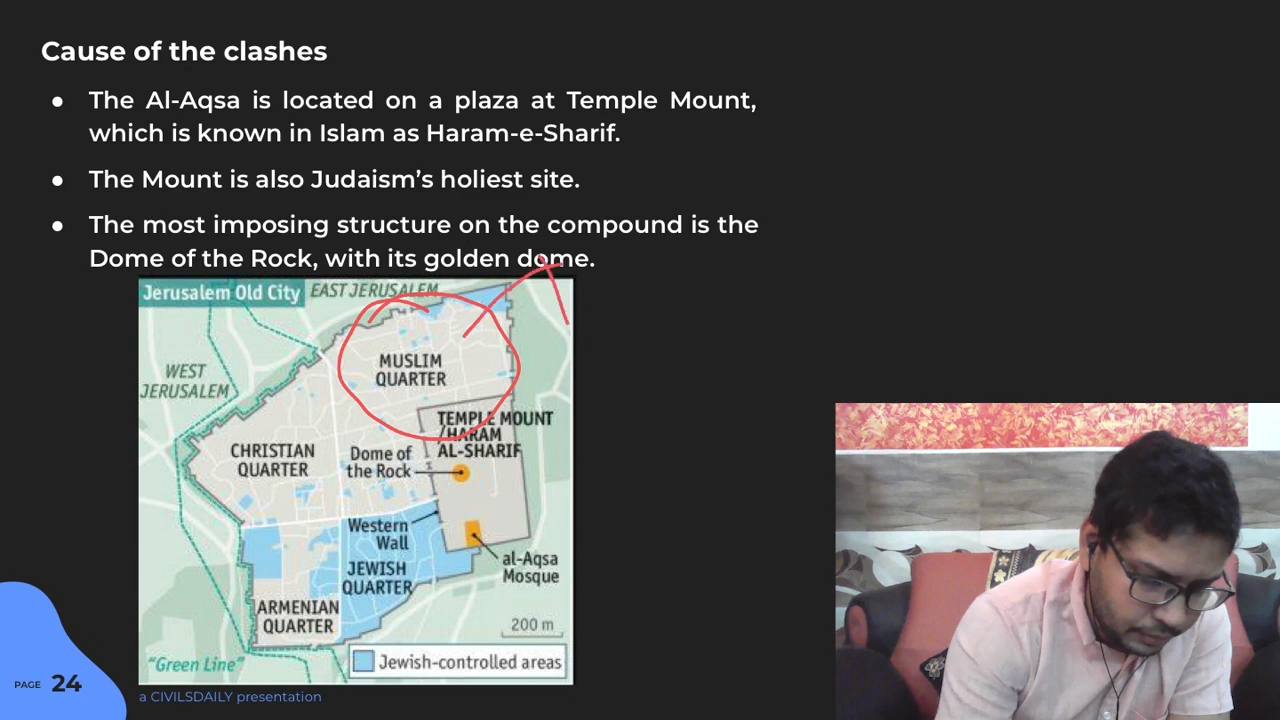 Cause of the clashes
● The Al-Aqsa is located on a plaza at Temple Mount,
which is known in Islam as Haram-e-Sharif.
● The Mount is also Judaism’s holiest site.
● The most imposing structure on the compound is the
Dome of the Rock, with its golden dome.
Jerusalem Old City
EAST JERUSALEM
WEST
JERUSALEM
MUSLIM
QUARTER
TEMPLE MOUNT
/HARAM
AL-SHARIF
CHRISTIAN
QUARTER
Dome of
the Rock
Western
Wall
JEWISH
QUARTER
al-Aqsa
Mosque
ARMENIAN
QUARTER
200 m
"Green Line"
Jewish-controlled areas
PAGE 24
a CIVILSDAILY presentation